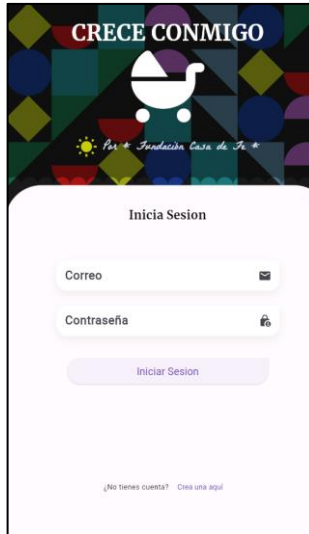 CRECE CONMIGO
Por * Fundación Casa de Fe *
Inicia Sesion
Correo
Contraseña
Iniciar Sesion
¿No tienes cuenta? Crea una aquí